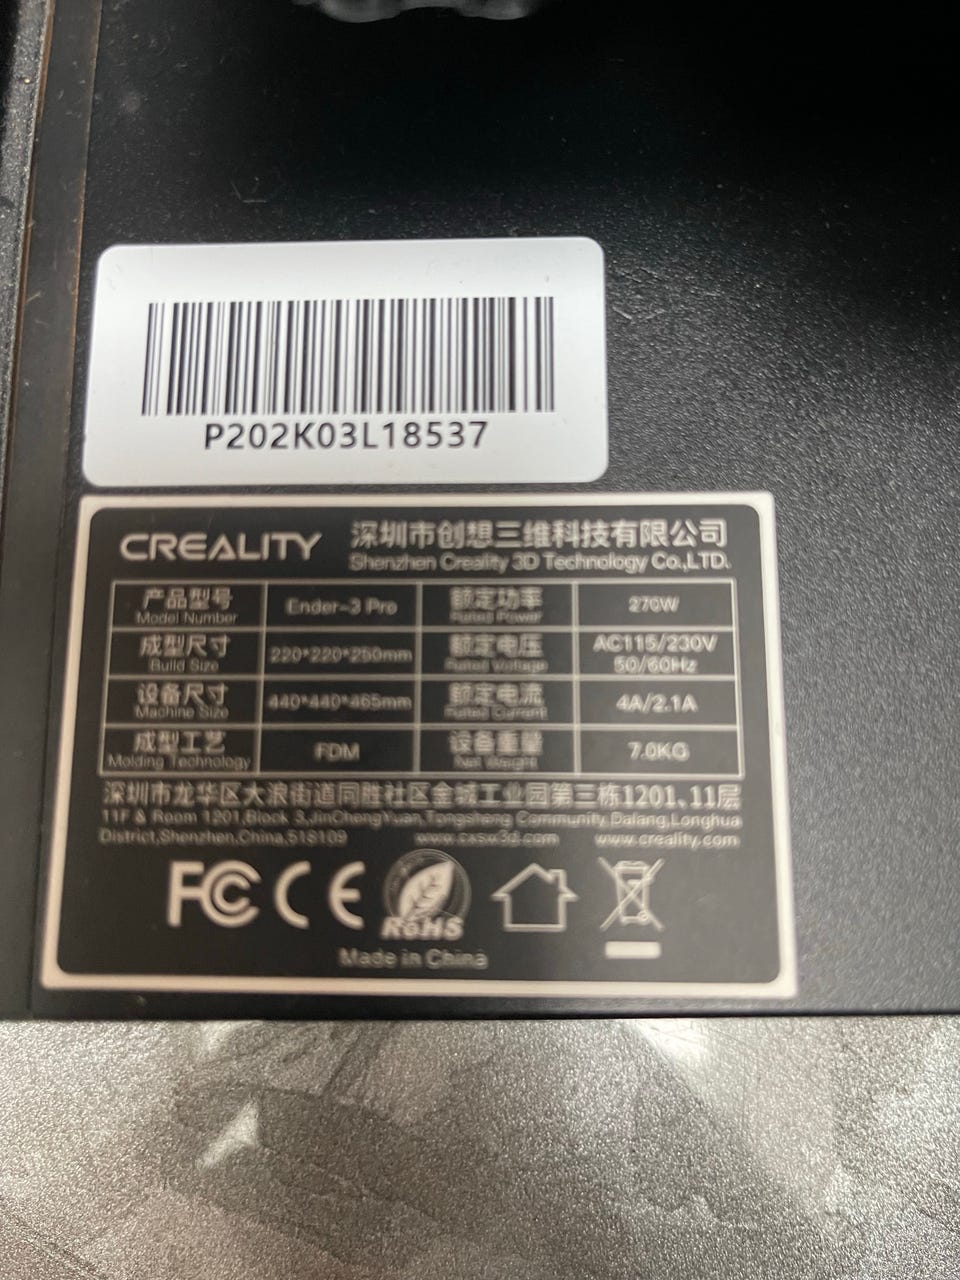 P202K03L18537
CREALITY 深圳市创想三维科技有限公司
Shenzhen Creality 3D Technology Co.,LTD.
产品型号 Ender-3 Pro 额定功率 270W
Model Number Rated Power
成型尺寸 220*220*250mm 额定电压 AC115/230V
Build Size Rated Voltage 50/60Hz
设备尺寸 440*440*465mm 额定电流 4A/2.1A
Machine Size Rated Current
成型工艺 FDM 设备重量 7.0KG
Molding Technology Net Weight
深圳市龙华区大浪街道同胜社区金城工业园第三栋1201、11层
11F & Room 1201,Block 3,JinChengYuan,Tongsheng Community,Dalang,Longhua
District,Shenzhen,China,518109 www.cxsw3d.com www.creality.com
FC CE RoHS
Made in China